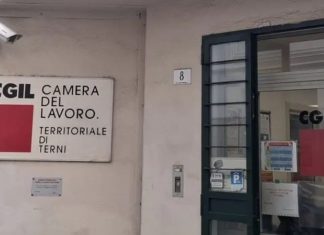 CGIL
CAMERA
DEL
LAVORO.
TERRITORIALE
DI
TERNI
8
P
CG